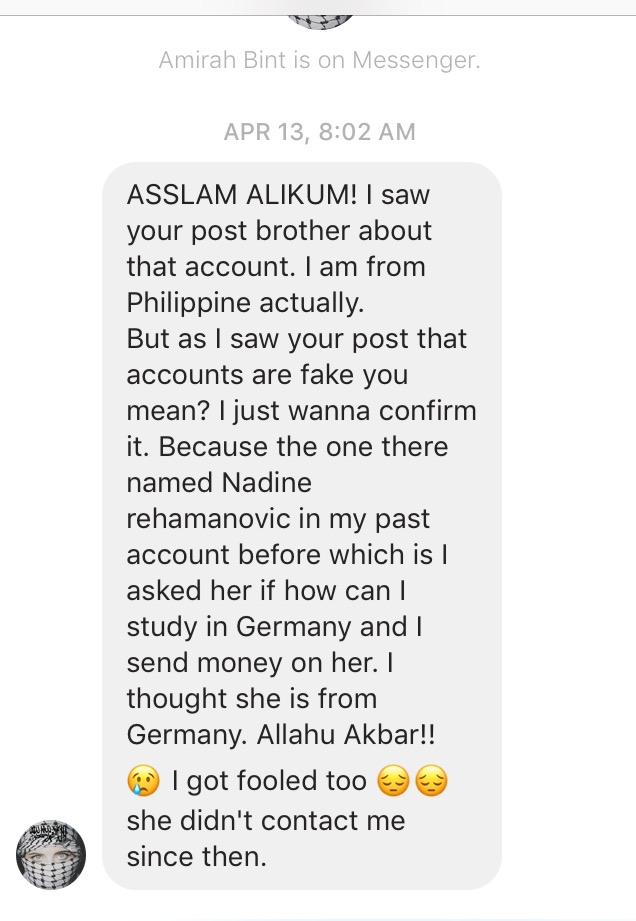 Amirah Bint is on Messenger.
APR 13, 8:02 AM
ASSLAM ALIKUM! I saw
your post brother about
that account. I am from
Philippine actually.
But as I saw your post that
accounts are fake you
mean? I just wanna confirm
it. Because the one there
named Nadine
rehamanovic in my past
account before which is I
asked her if how can I
study in Germany and I
send money on her. I
thought she is from
Germany. Allahu Akbar!!
😢 I got fooled too 😔😔
she didn't contact me
since then.